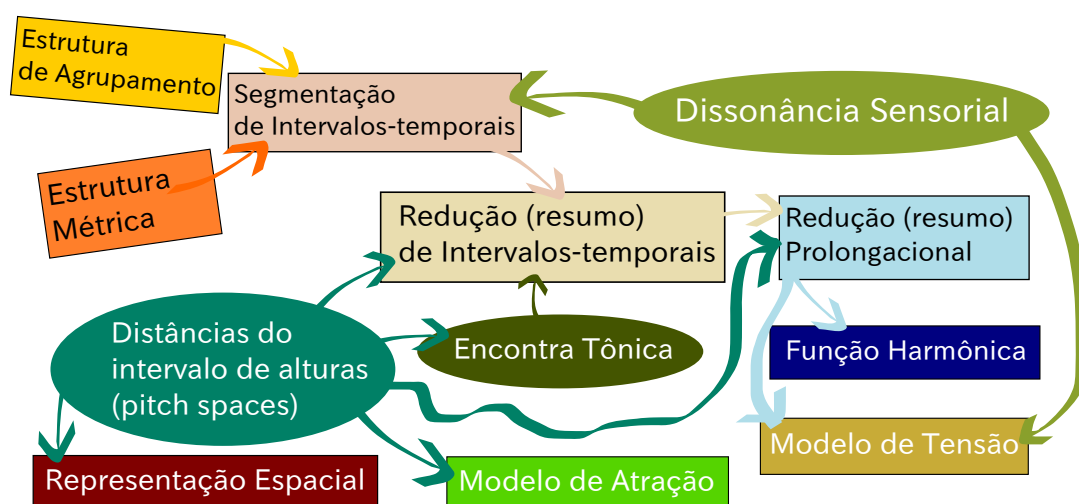 Estrutura
de Agrupamento
Segmentação
de Intervalos-temporais
Dissonância Sensorial
Estrutura
Métrica
Redução (resumo)
de Intervalos-temporais
Redução (resumo)
Prolongacional
Distâncias do
intervalo de alturas
(pitch spaces)
Encontra Tônica
Função Harmônica
Modelo de Tensão
Representação Espacial
Modelo de Atração